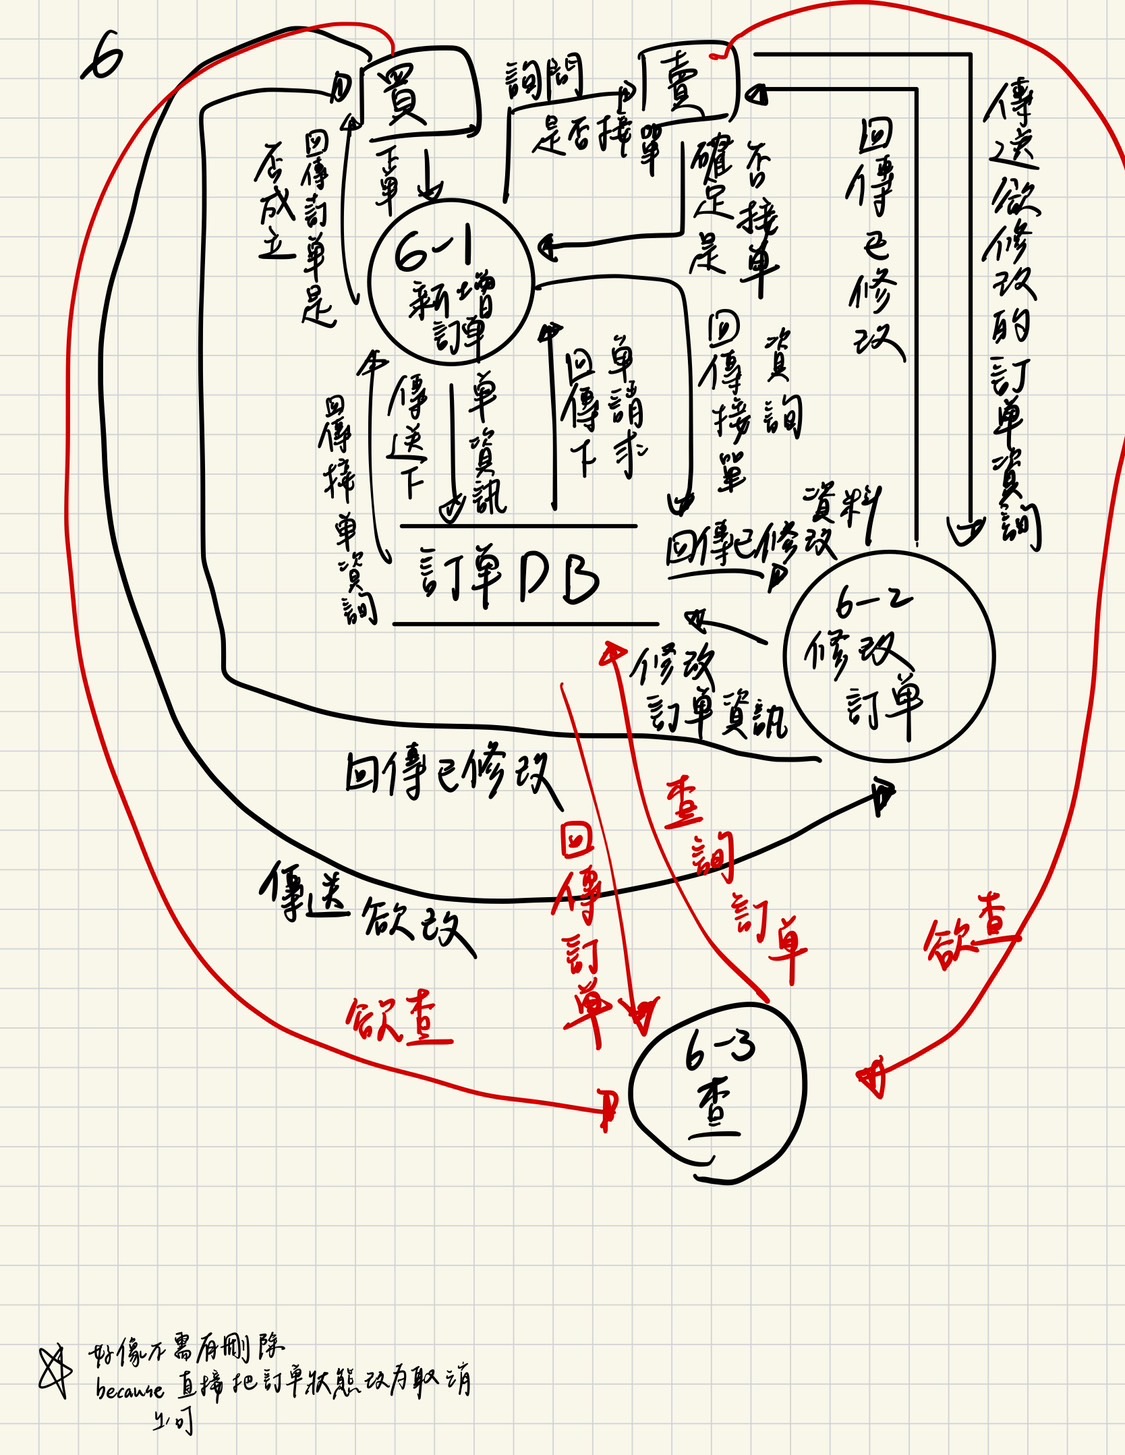 6
買
詢問
是否接單
賣
下單
回傳訂單是
否成立
確定是
否接單
回傳已修改
傳送欲修改的訂單資詢
6-1
新增
訂單
回傳接單資詢
傳送下
單資訊
回傳下
單請求
回傳接單
資詢
訂單DB
回傳已修改
資料
6-2
修改
訂單
修改
訂單資訊
回傳已修改
傳送欲改
回傳訂單
查詢訂單
欲查
欲查
6-3
查
好像不需有刪除
because 直接把訂單狀態改為取消
即可